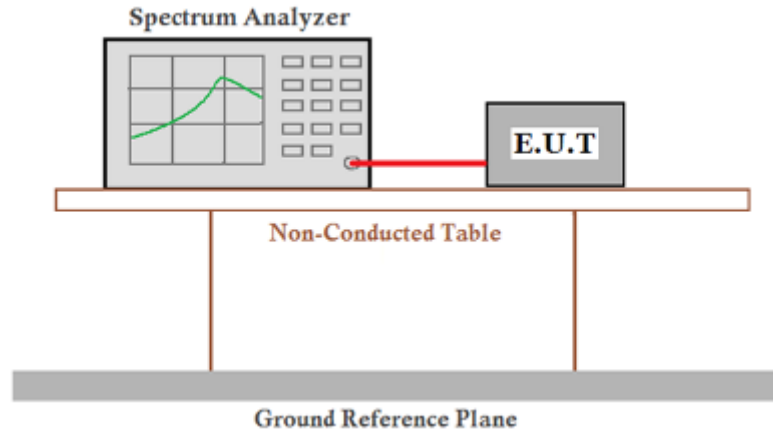 Spectrum Analyzer
E.U.T
Non-Conducted Table
Ground Reference Plane